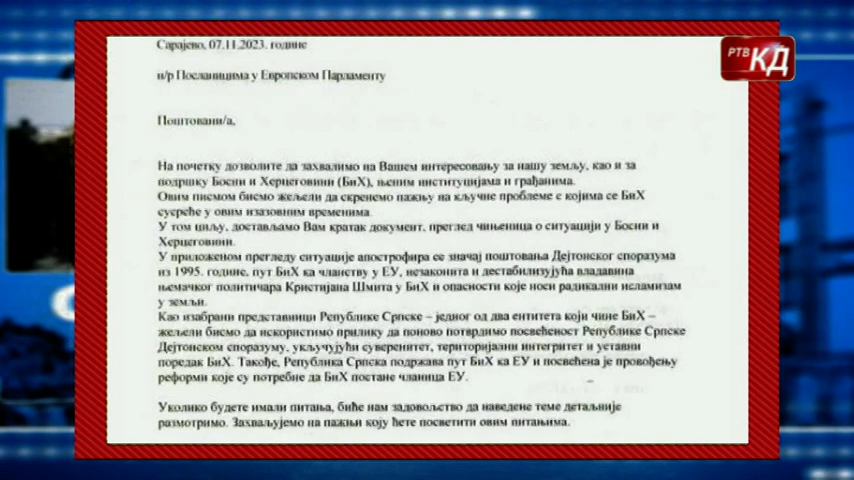 РТВ КД
Сарајево, 07.11.2023. године
н/р Посланицима у Европском Парламенту
Поштовани/а,
На почетку дозволите да захвалимо на Вашем интересовању за нашу земљу, као и за
подршку Босни и Херцеговини (БиХ), њеним институцијама и грађанима.
Овим писмом бисмо жељели да скренемо пажњу на кључне проблеме с којима се БиХ
сусреће у овим изазовним временима.
У том циљу, достављамо Вам кратак документ, преглед чињеница о ситуацији у Босни и
Херцеговини.
У приложеном прегледу ситуације апострофира се значај поштовања Дејтонског споразума
из 1995. године, пут БиХ ка чланству у ЕУ, незаконита и дестабилизујућа владавина
њемачког политичара Кристијана Шмита у БиХ и опасности које носи радикални исламизам
у земљи.
Као изабрани представници Републике Српске – једног од два ентитета који чине БиХ –
жељели бисмо да искористимо прилику да поново потврдимо посвећеност Републике Српске
Дејтонском споразуму, укључујући суверенитет, територијални интегритет и уставни
поредак БиХ. Такође, Република Српска подржава пут БиХ ка ЕУ и посвећена је провођењу
реформи које су потребне да БиХ постане чланица ЕУ.
Уколико будете имали питања, биће нам задовољство да наведене теме детаљније
размотримо. Захваљујемо на пажњи коју ћете посветити овим питањима.